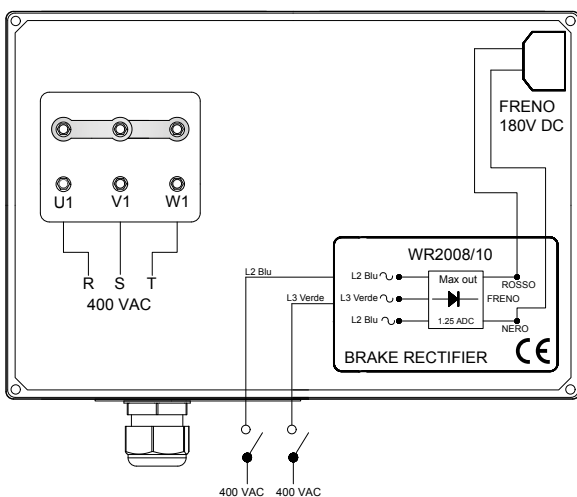 FRENO
180V DC
U1 V1 W1
R S T
400 VAC
WR2008/10
L2 Blu
L3 Verde
L2 Blu
L3 Verde
L2 Blu
Max out
1.25 ADC
ROSSO
FRENO
NERO
BRAKE RECTIFIER
CE
400 VAC 400 VAC